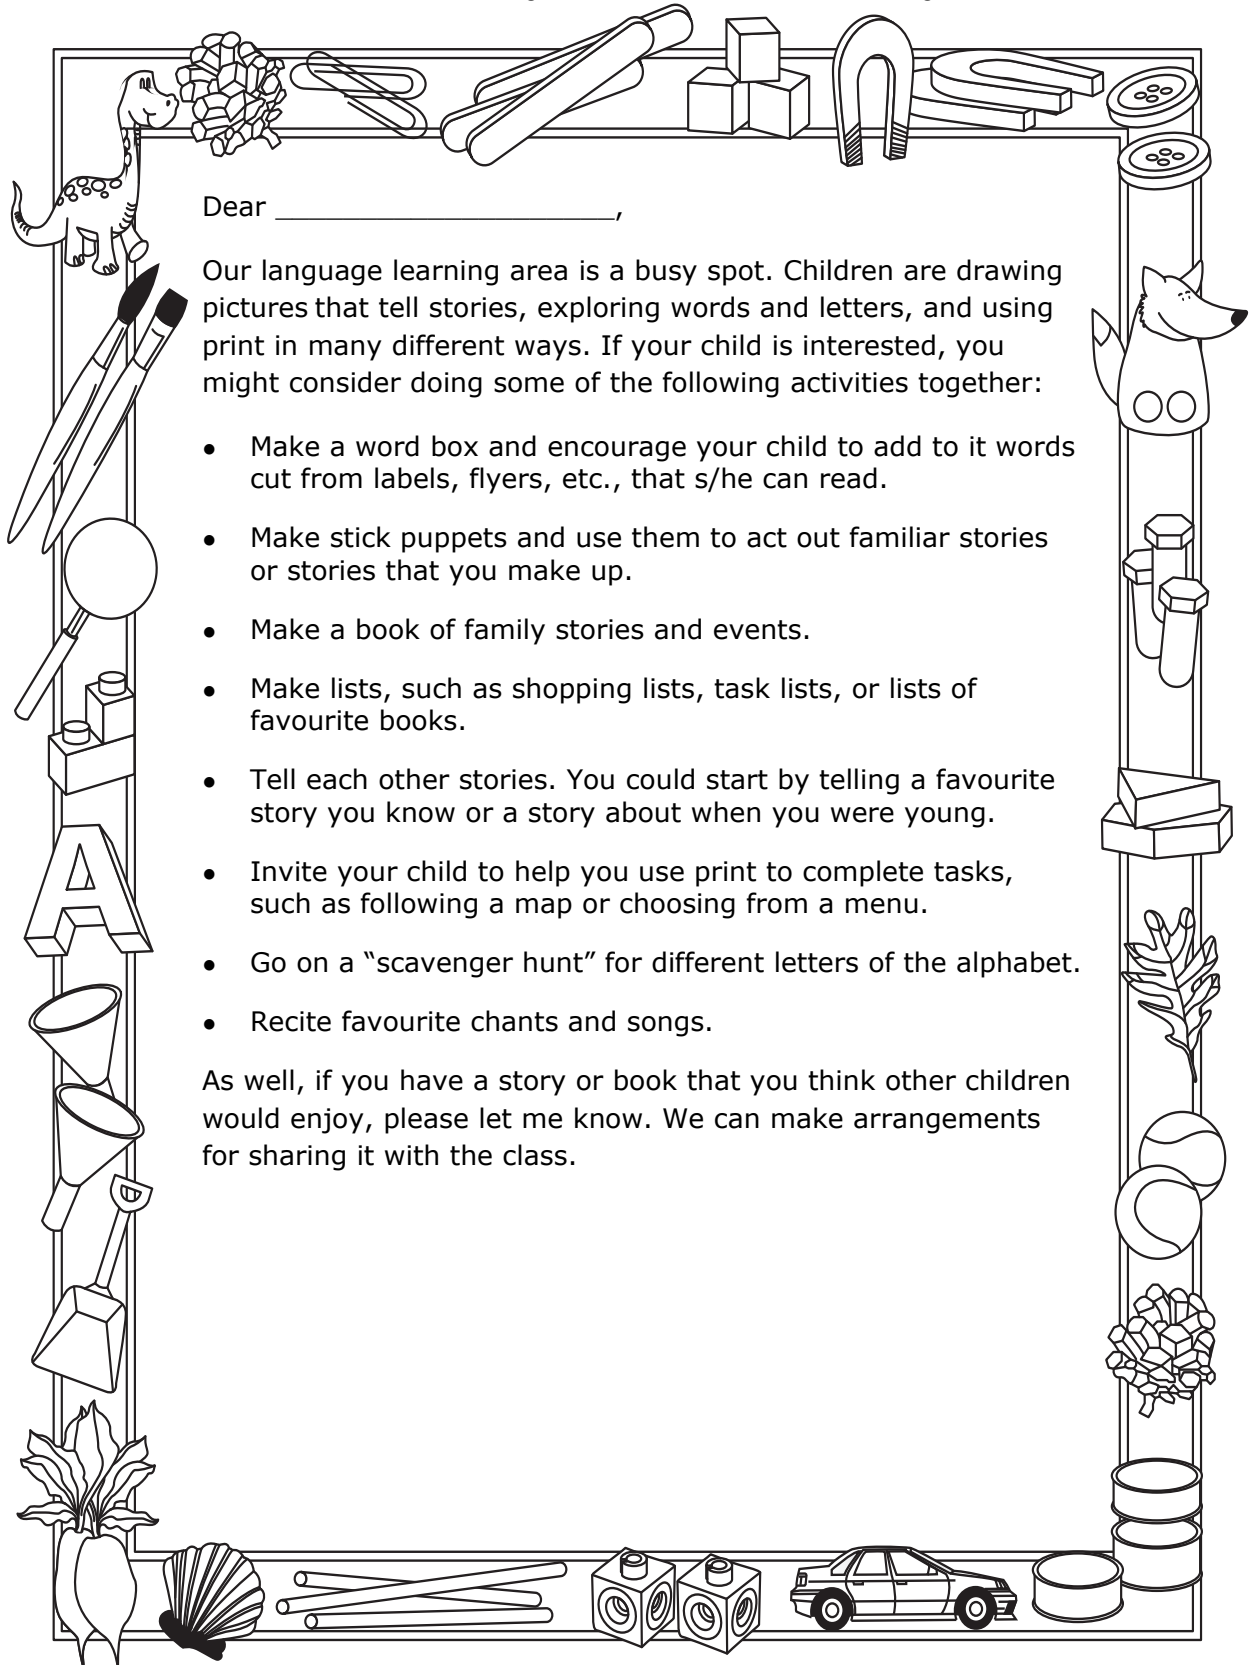 Dear _________________________,
Our language learning area is a busy spot. Children are drawing
pictures that tell stories, exploring words and letters, and using
print in many different ways. If your child is interested, you
might consider doing some of the following activities together:
• Make a word box and encourage your child to add to it words
cut from labels, flyers, etc., that s/he can read.
• Make stick puppets and use them to act out familiar stories
or stories that you make up.
• Make a book of family stories and events.
• Make lists, such as shopping lists, task lists, or lists of
favourite books.
• Tell each other stories. You could start by telling a favourite
story you know or a story about when you were young.
• Invite your child to help you use print to complete tasks,
such as following a map or choosing from a menu.
• Go on a “scavenger hunt” for different letters of the alphabet.
• Recite favourite chants and songs.
As well, if you have a story or book that you think other children
would enjoy, please let me know. We can make arrangements
for sharing it with the class.
A